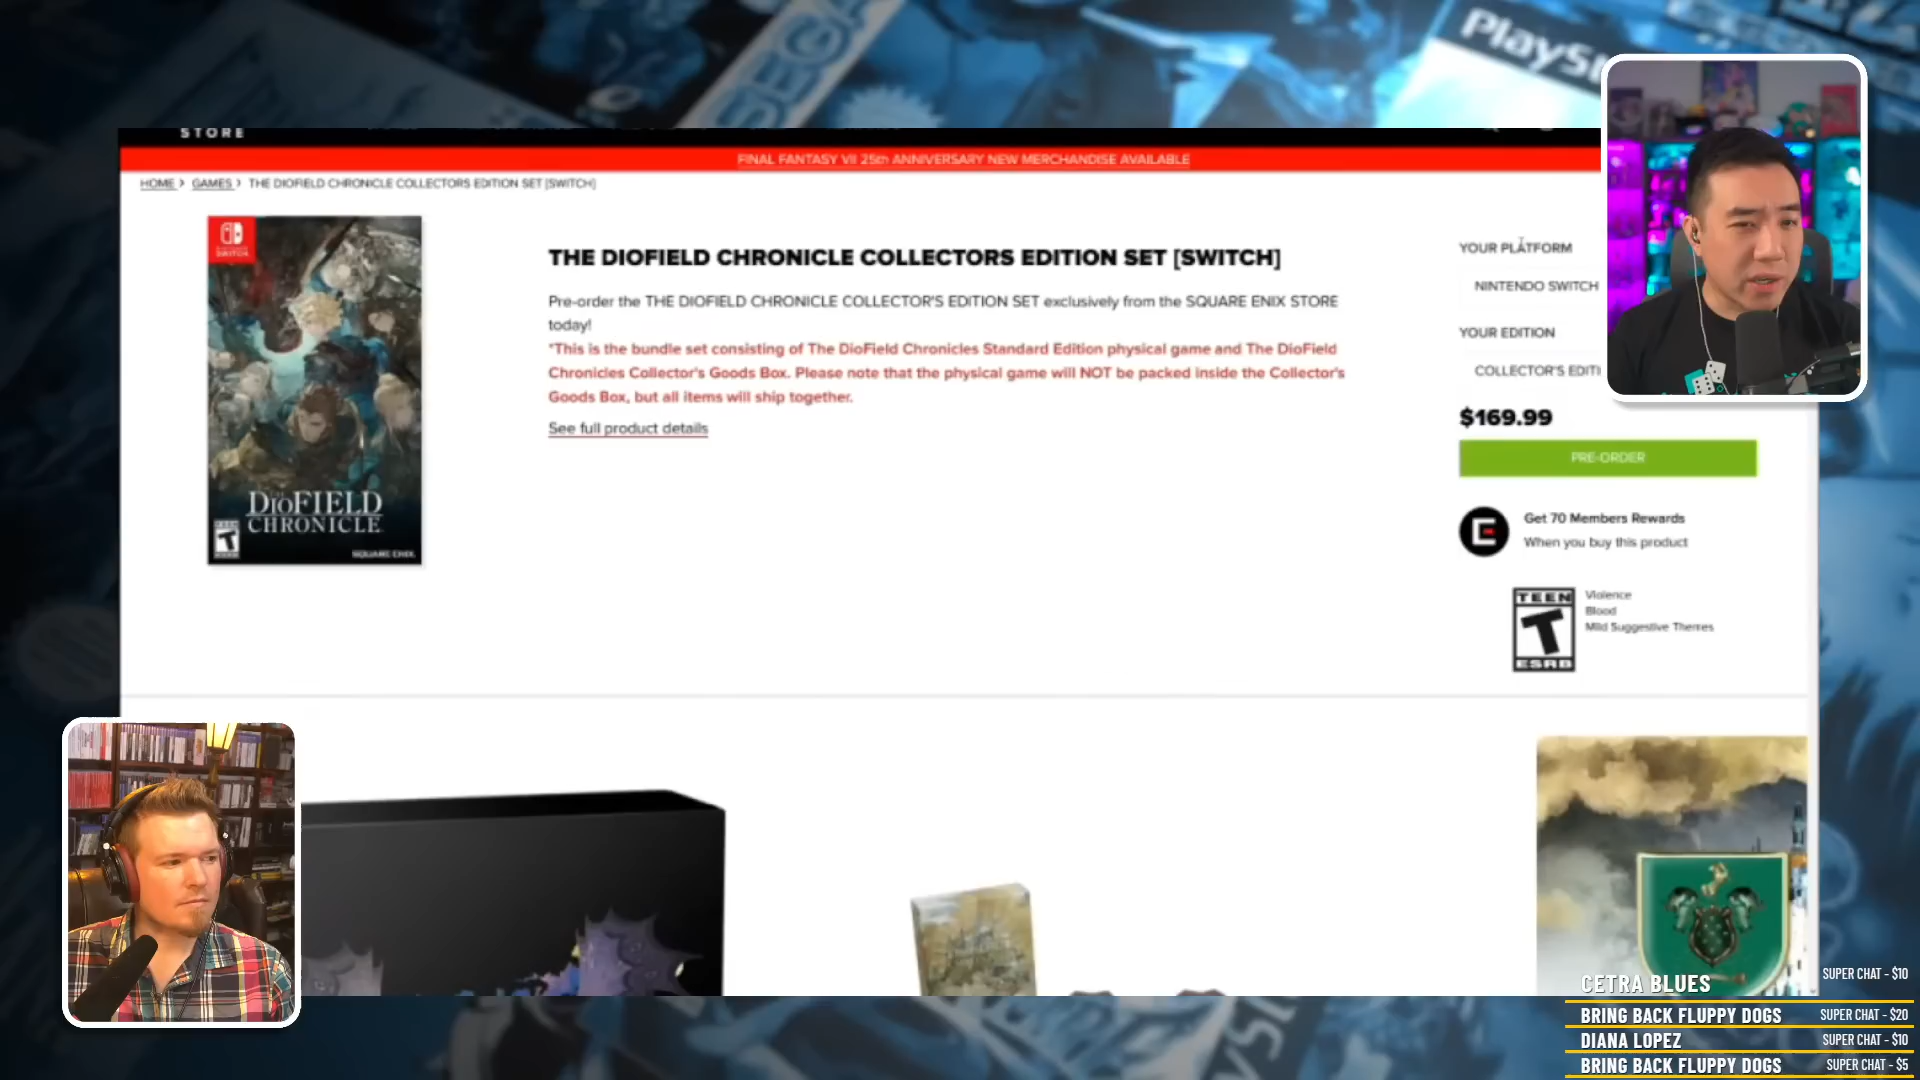 SEGA
PlayS
STORE
FINAL FANTASY VII 25th ANNIVERSARY NEW MERCHANDISE AVAILABLE
HOME > GAMES > THE DIOFIELD CHRONICLE COLLECTORS EDITION SET [SWITCH]
THE DIOFIELD CHRONICLE COLLECTORS EDITION SET [SWITCH]
Pre-order the THE DIOFIELD CHRONICLE COLLECTOR'S EDITION SET exclusively from the SQUARE ENIX STORE
today!
*This is the bundle set consisting of The DioField Chronicles Standard Edition physical game and The DioField
Chronicles Collector's Goods Box. Please note that the physical game will NOT be packed inside the Collector's
Goods Box, but all items will ship together.
See full product details
SWITCH
DIOFIELD
CHRONICLE
T
SQUARE ENIX
YOUR PLATFORM
NINTENDO SWITCH
YOUR EDITION
COLLECTOR'S EDITI
$169.99
PRE-ORDER
Get 70 Members Rewards
When you buy this product
TEEN
T
ESRB
Violence
Blood
Mild Suggestive Themes
CETRA BLUES SUPER CHAT - $10
BRING BACK FLUPPY DOGS SUPER CHAT - $20
DIANA LOPEZ SUPER CHAT - $10
BRING BACK FLUPPY DOGS SUPER CHAT - $5